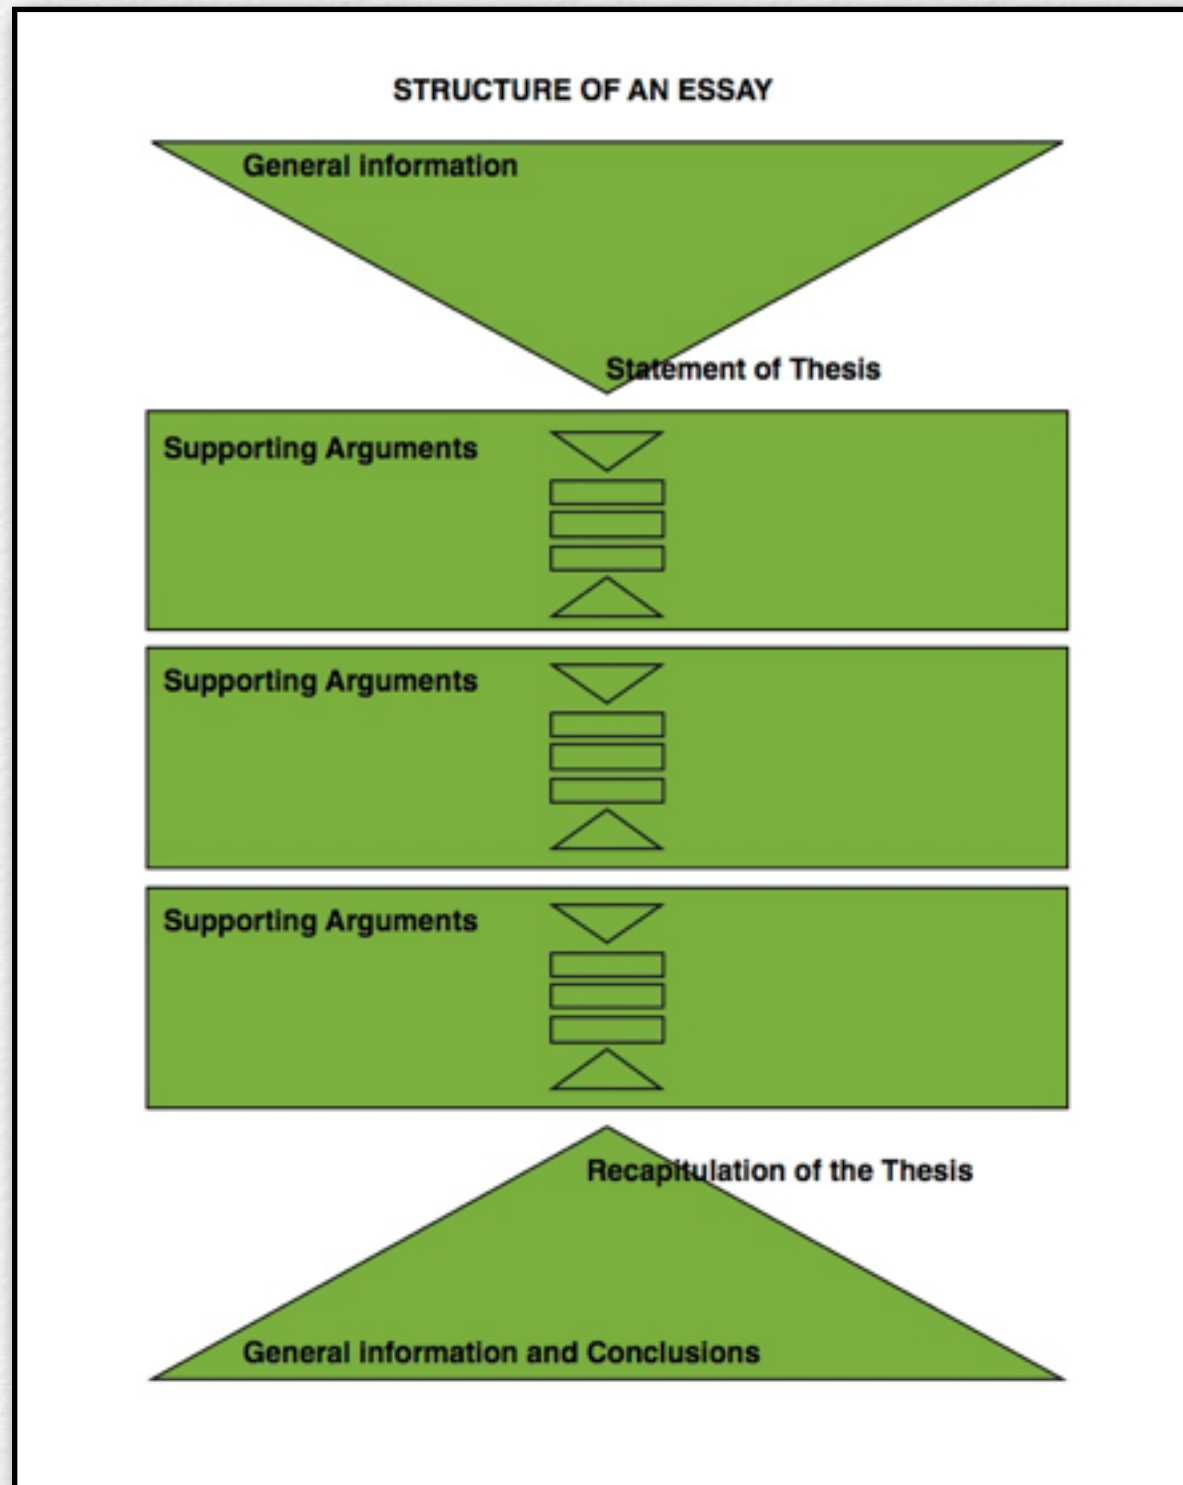 STRUCTURE OF AN ESSAY
General information
Statement of Thesis
Supporting Arguments
Supporting Arguments
Supporting Arguments
Recapitulation of the Thesis
General information and Conclusions